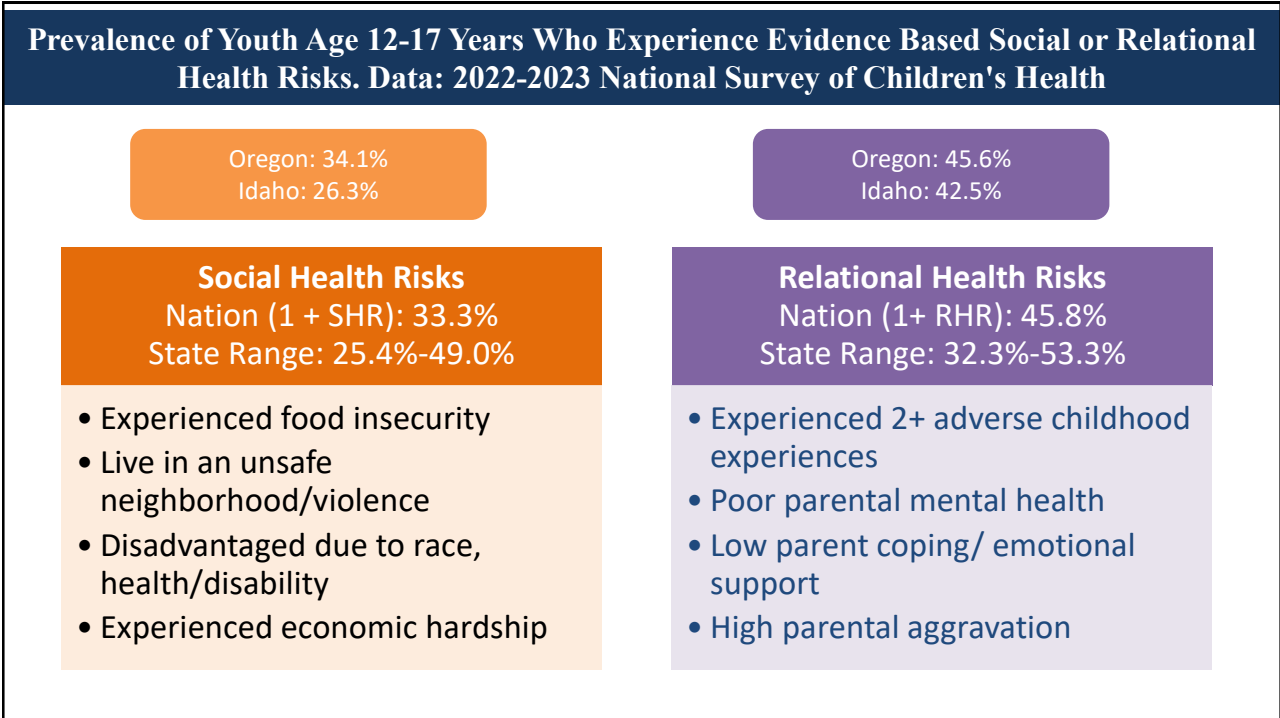 Prevalence of Youth Age 12-17 Years Who Experience Evidence Based Social or Relational
Health Risks. Data: 2022-2023 National Survey of Children's Health
Oregon: 34.1%
Idaho: 26.3%
Social Health Risks
Nation (1 + SHR): 33.3%
State Range: 25.4%-49.0%
• Experienced food insecurity
• Live in an unsafe
neighborhood/violence
• Disadvantaged due to race,
health/disability
• Experienced economic hardship
Oregon: 45.6%
Idaho: 42.5%
Relational Health Risks
Nation (1+ RHR): 45.8%
State Range: 32.3%-53.3%
• Experienced 2+ adverse childhood
experiences
• Poor parental mental health
• Low parent coping/ emotional
support
• High parental aggravation